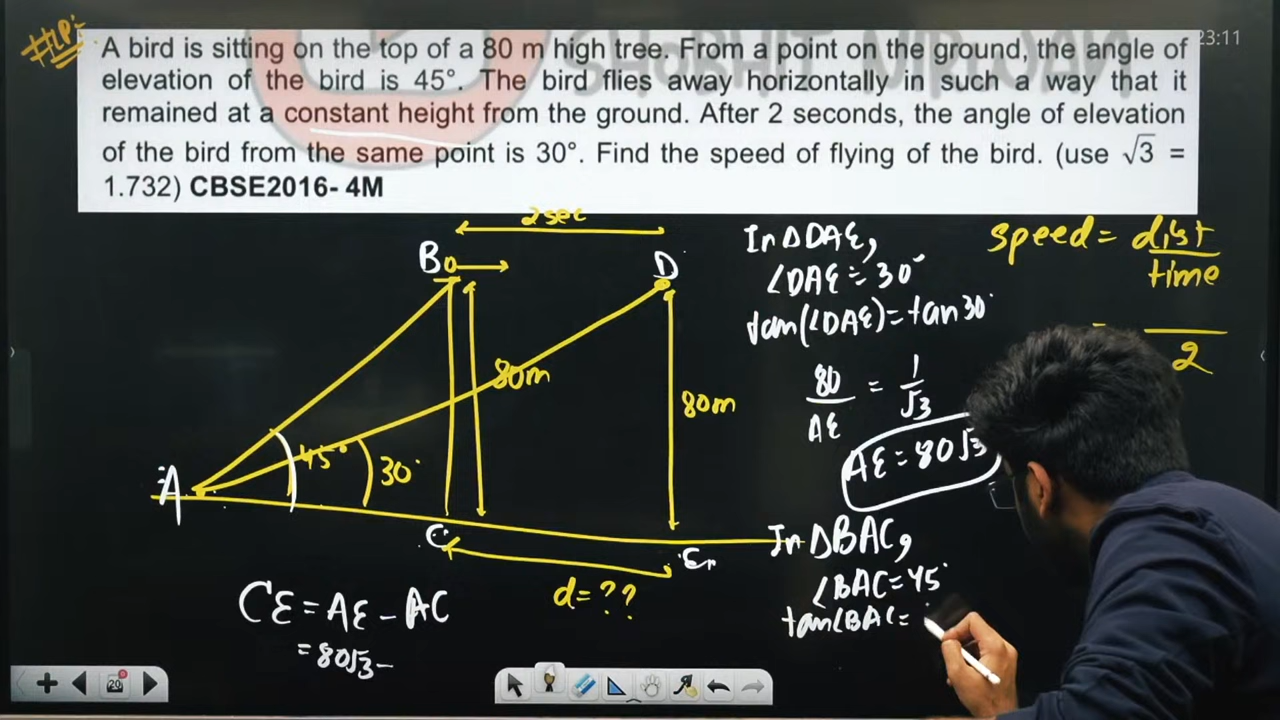 #LP:-
A bird is sitting on the top of a 80 m high tree. From a point on the ground, the angle of
elevation of the bird is 45°. The bird flies away horizontally in such a way that it
remained at a constant height from the ground. After 2 seconds, the angle of elevation
of the bird from the same point is 30°. Find the speed of flying of the bird. (use √3 =
1.732) CBSE2016- 4M
23:11
2sec
B
D
80m
80m
45°
30°
A
C
E
d=??
CE=AE-AC
=80√3-
In ΔDAE,
∠DAE=30°
tan(∠DAE)=tan30°
80/AE = 1/√3
AE=80√3
In ΔBAC,
∠BAC=45°
tan∠BAC=
speed= dist/time
= /2
20